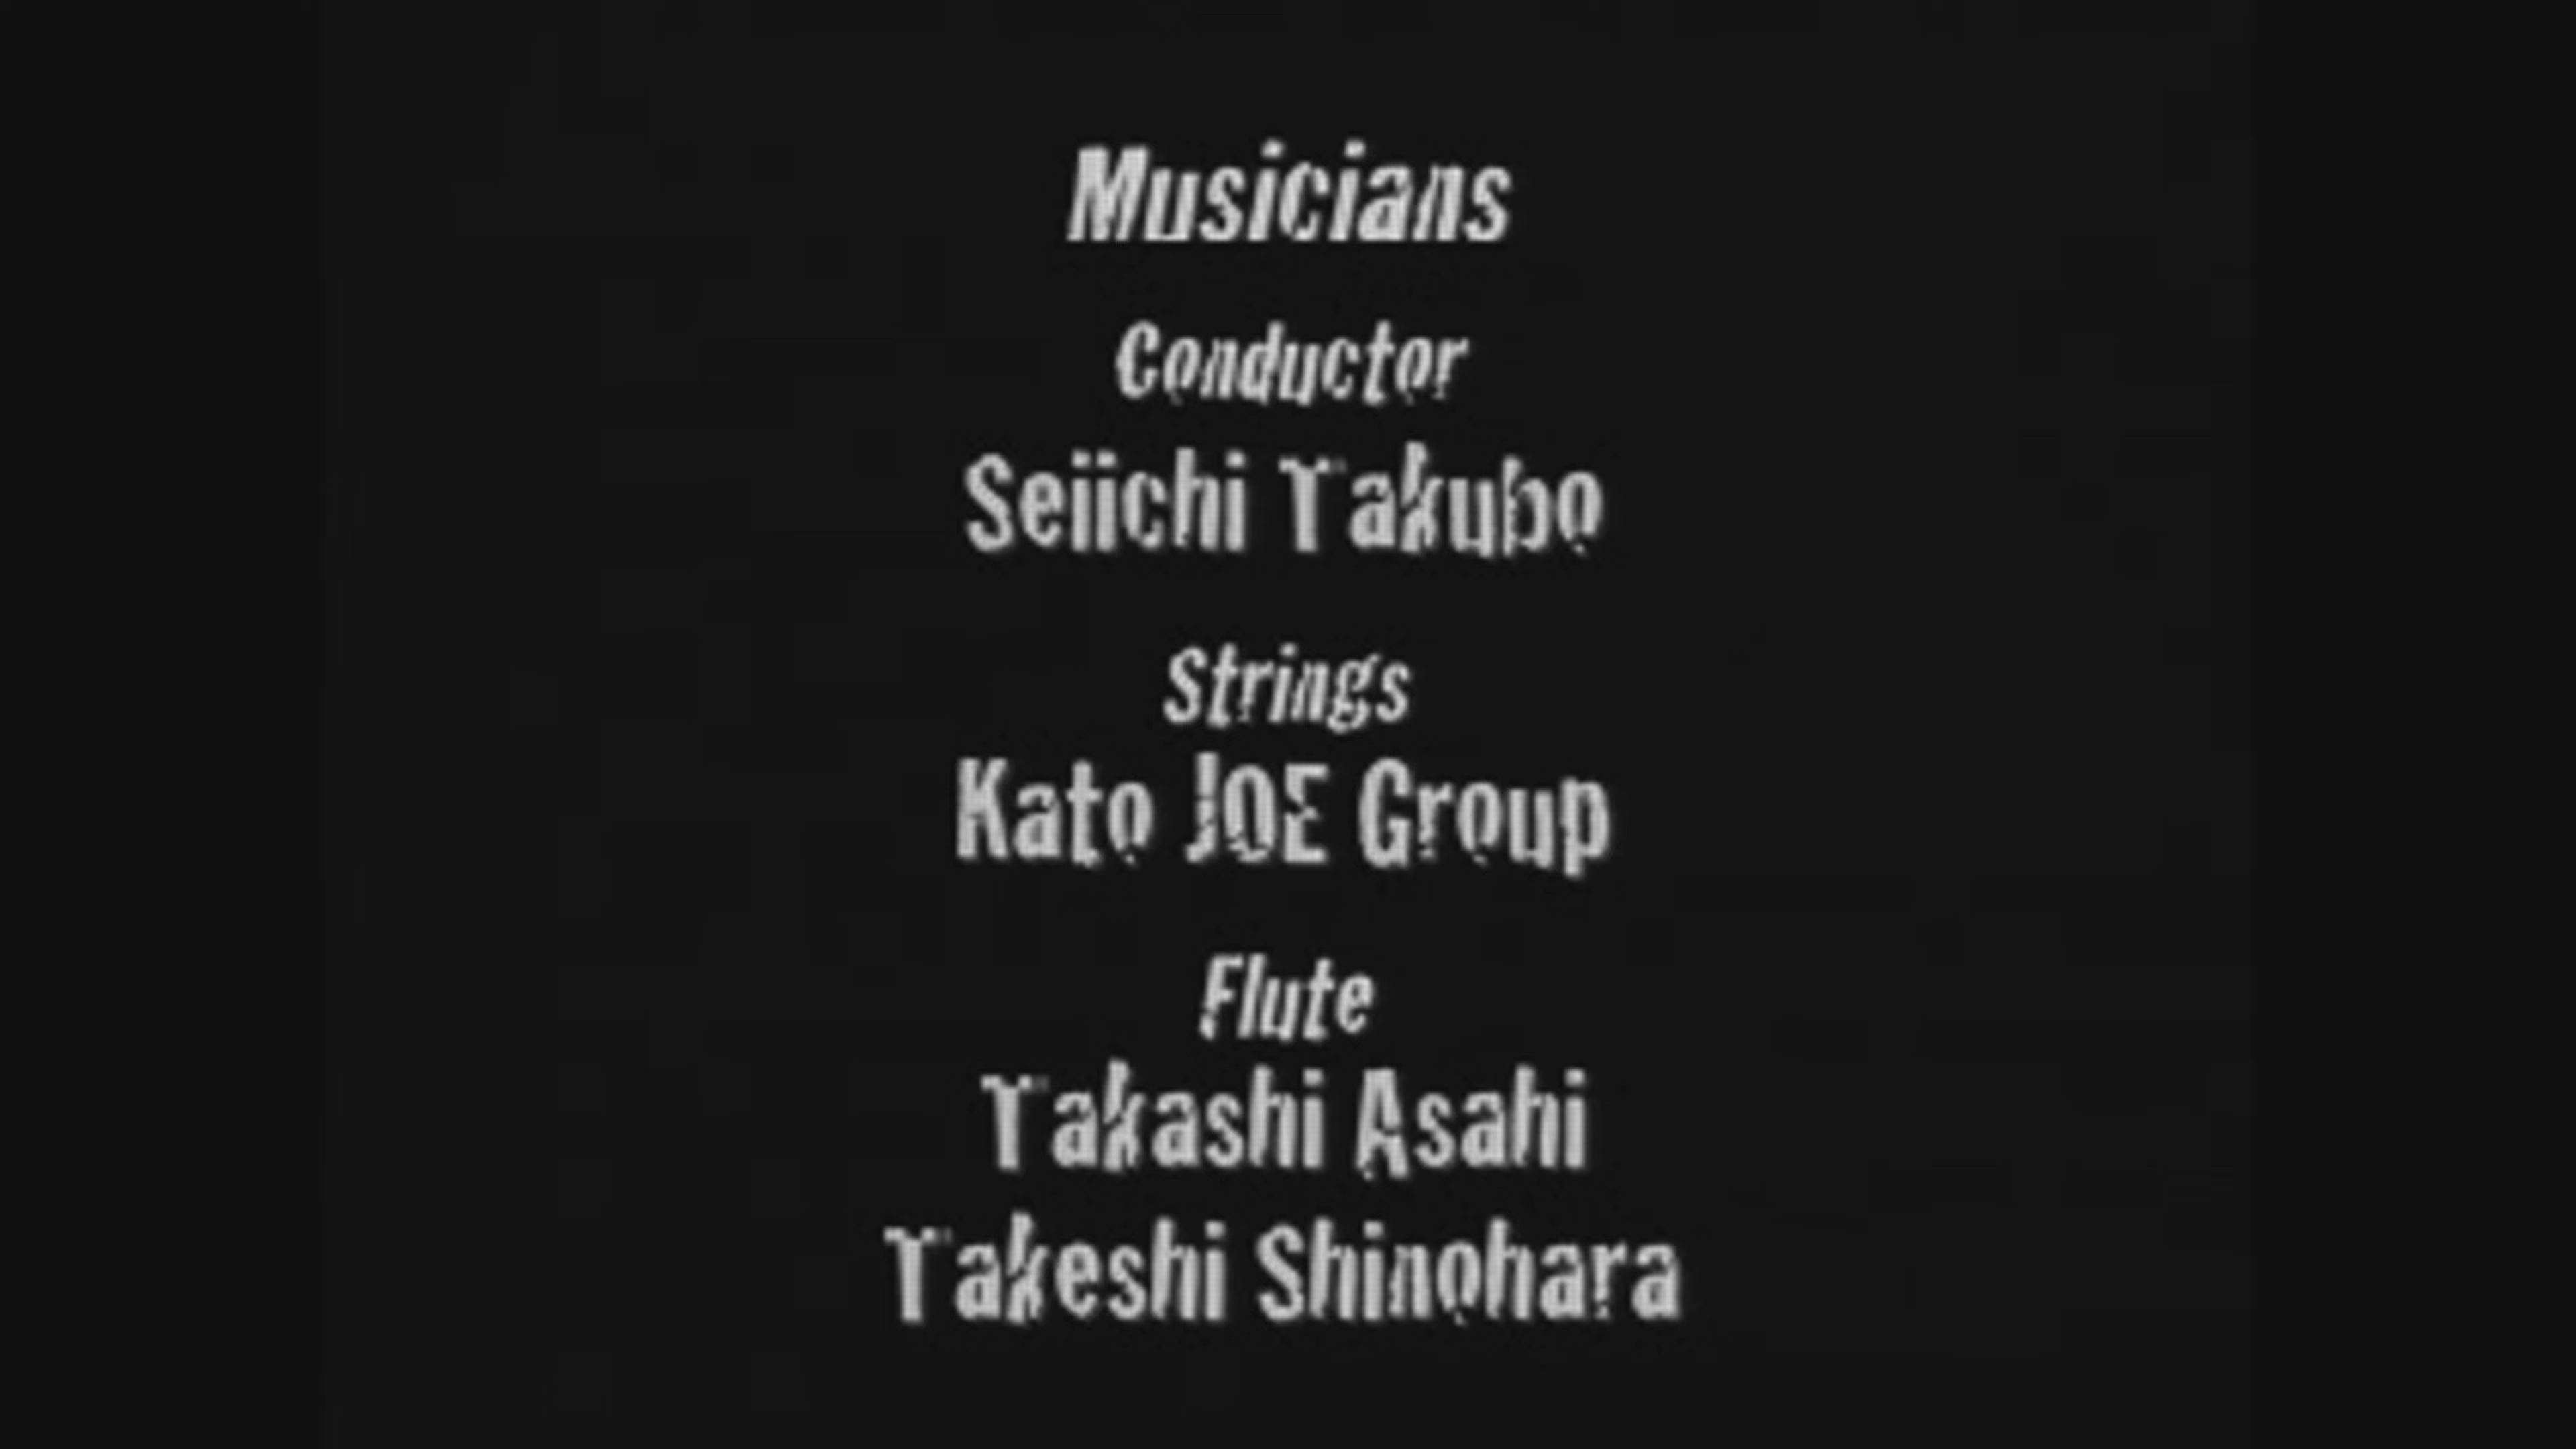 Musicians
Conductor
Seiichi Takubo
Strings
Kato JOE Group
Flute
Takashi Asahi
Takeshi Shinohara